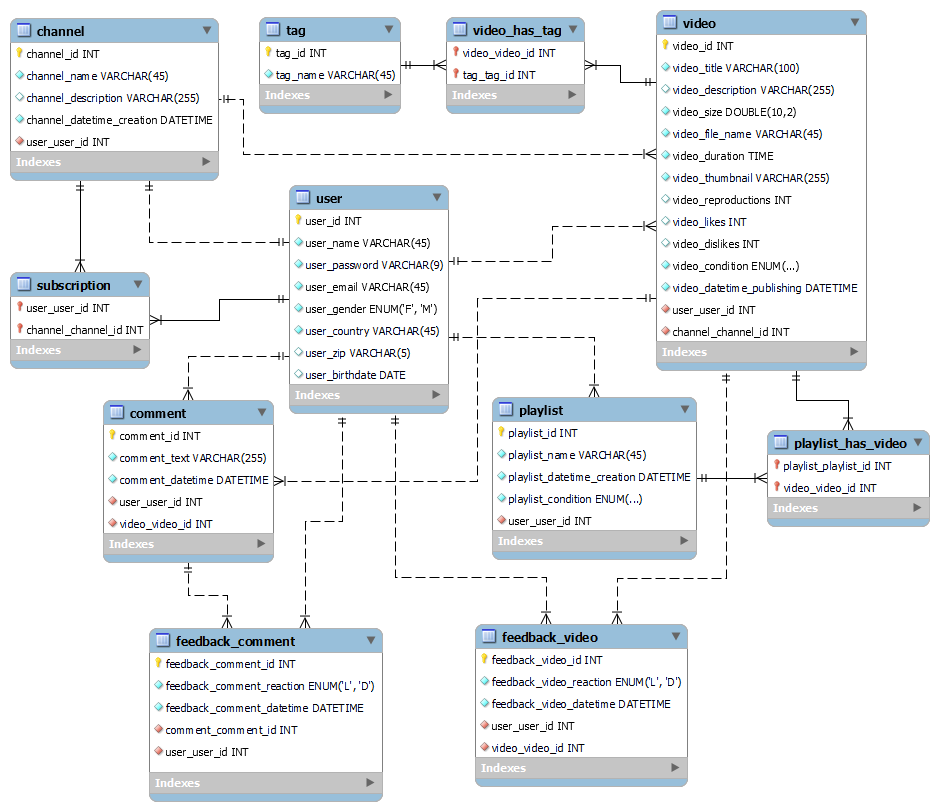 channel
channel_id INT
channel_name VARCHAR(45)
channel_description VARCHAR(255)
channel_datetime_creation DATETIME
user_user_id INT
Indexes
tag
tag_id INT
tag_name VARCHAR(45)
Indexes
video_has_tag
video_video_id INT
tag_tag_id INT
Indexes
video
video_id INT
video_title VARCHAR(100)
video_description VARCHAR(255)
video_size DOUBLE(10,2)
video_file_name VARCHAR(45)
video_duration TIME
video_thumbnail VARCHAR(255)
video_reproductions INT
video_likes INT
video_dislikes INT
video_condition ENUM(...)
video_datetime_publishing DATETIME
user_user_id INT
channel_channel_id INT
Indexes
user
user_id INT
user_name VARCHAR(45)
user_password VARCHAR(9)
user_email VARCHAR(45)
user_gender ENUM('F', 'M')
user_country VARCHAR(45)
user_zip VARCHAR(5)
user_birthdate DATE
Indexes
subscription
user_user_id INT
channel_channel_id INT
Indexes
comment
comment_id INT
comment_text VARCHAR(255)
comment_datetime DATETIME
user_user_id INT
video_video_id INT
Indexes
playlist
playlist_id INT
playlist_name VARCHAR(45)
playlist_datetime_creation DATETIME
playlist_condition ENUM(...)
user_user_id INT
Indexes
playlist_has_video
playlist_playlist_id INT
video_video_id INT
Indexes
feedback_comment
feedback_comment_id INT
feedback_comment_reaction ENUM('L', 'D')
feedback_comment_datetime DATETIME
comment_comment_id INT
user_user_id INT
Indexes
feedback_video
feedback_video_id INT
feedback_video_reaction ENUM('L', 'D')
feedback_video_datetime DATETIME
user_user_id INT
video_video_id INT
Indexes